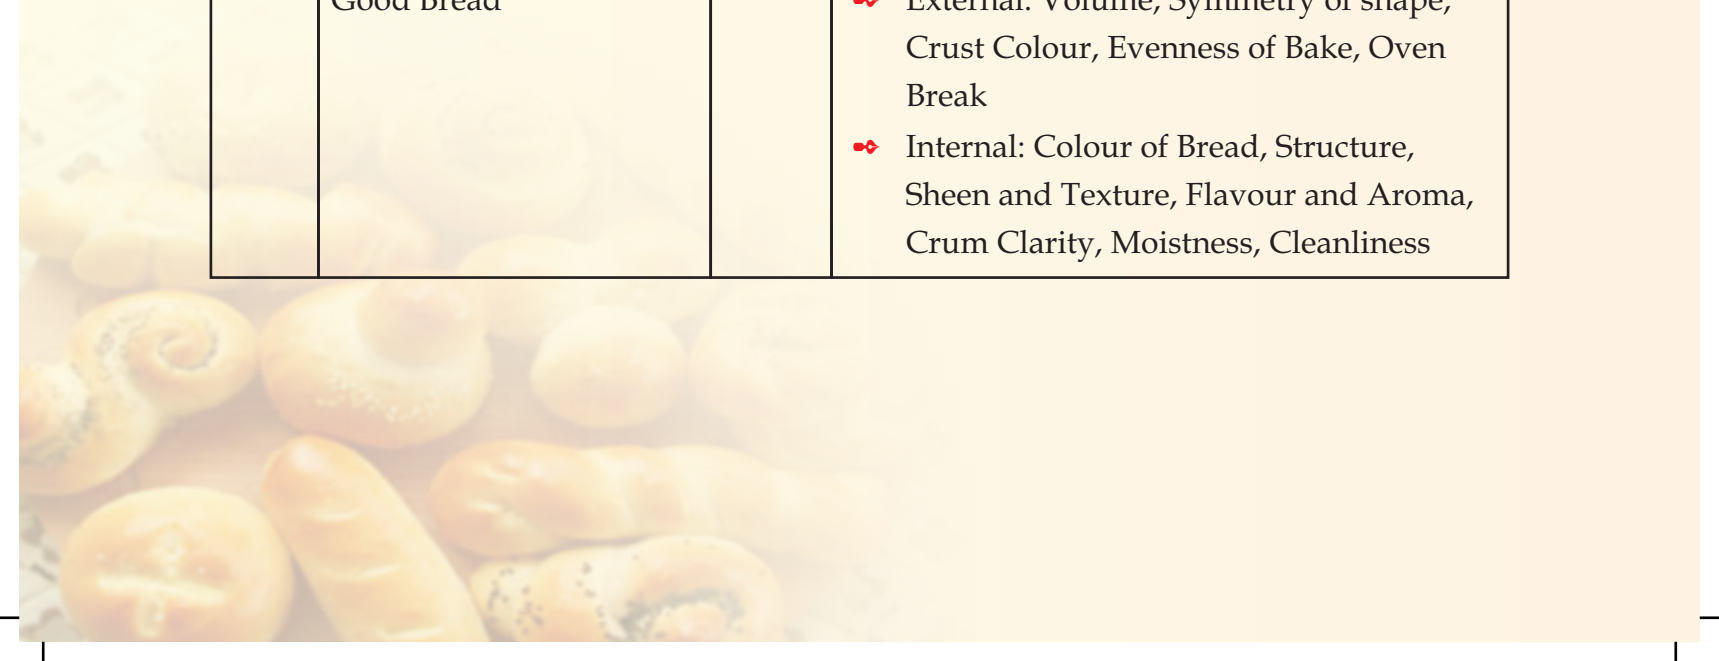 Good Bread
External: Volume, Symmetry of shape,
Crust Colour, Evenness of Bake, Oven
Break
Internal: Colour of Bread, Structure,
Sheen and Texture, Flavour and Aroma,
Crum Clarity, Moistness, Cleanliness